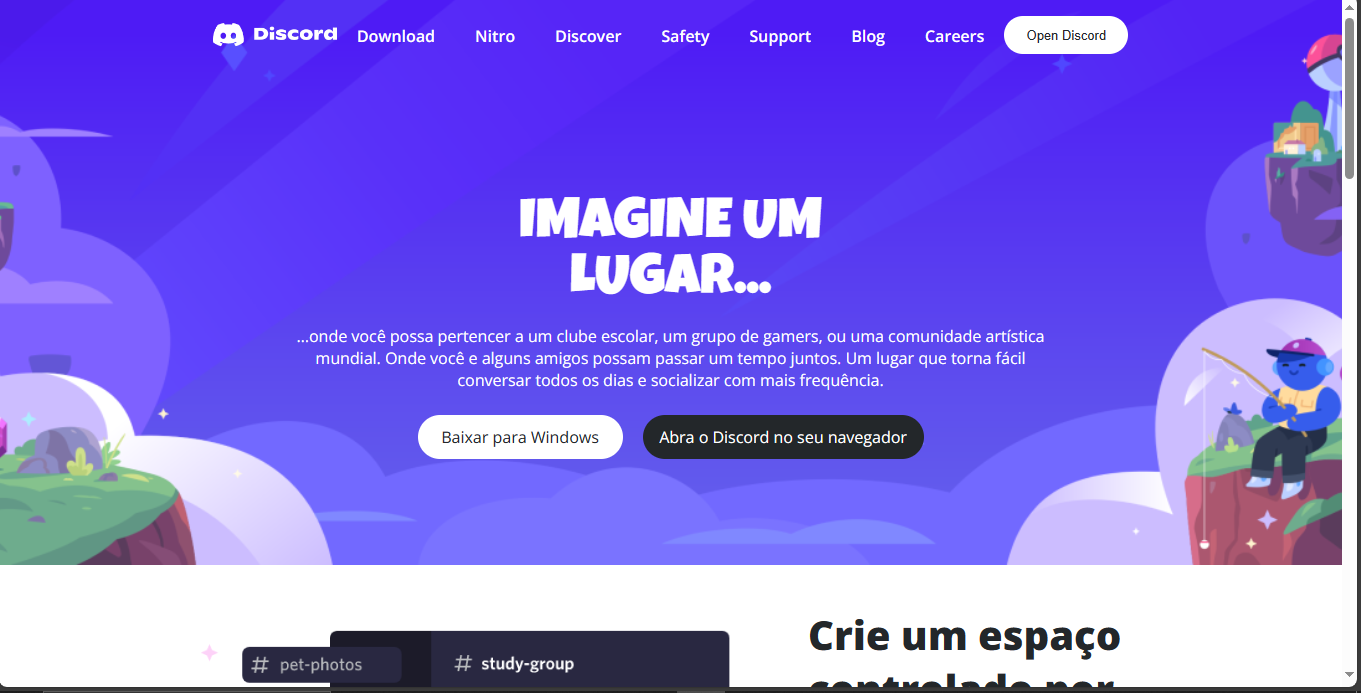 Discord Download Nitro Discover Safety Support Blog Careers Open Discord
IMAGINE UM
LUGAR...
...onde você possa pertencer a um clube escolar, um grupo de gamers, ou uma comunidade artística
mundial. Onde você e alguns amigos possam passar um tempo juntos. Um lugar que torna fácil
conversar todos os dias e socializar com mais frequência.
Baixar para Windows Abra o Discord no seu navegador
# pet-photos
# study-group
Crie um espaço
controlado por